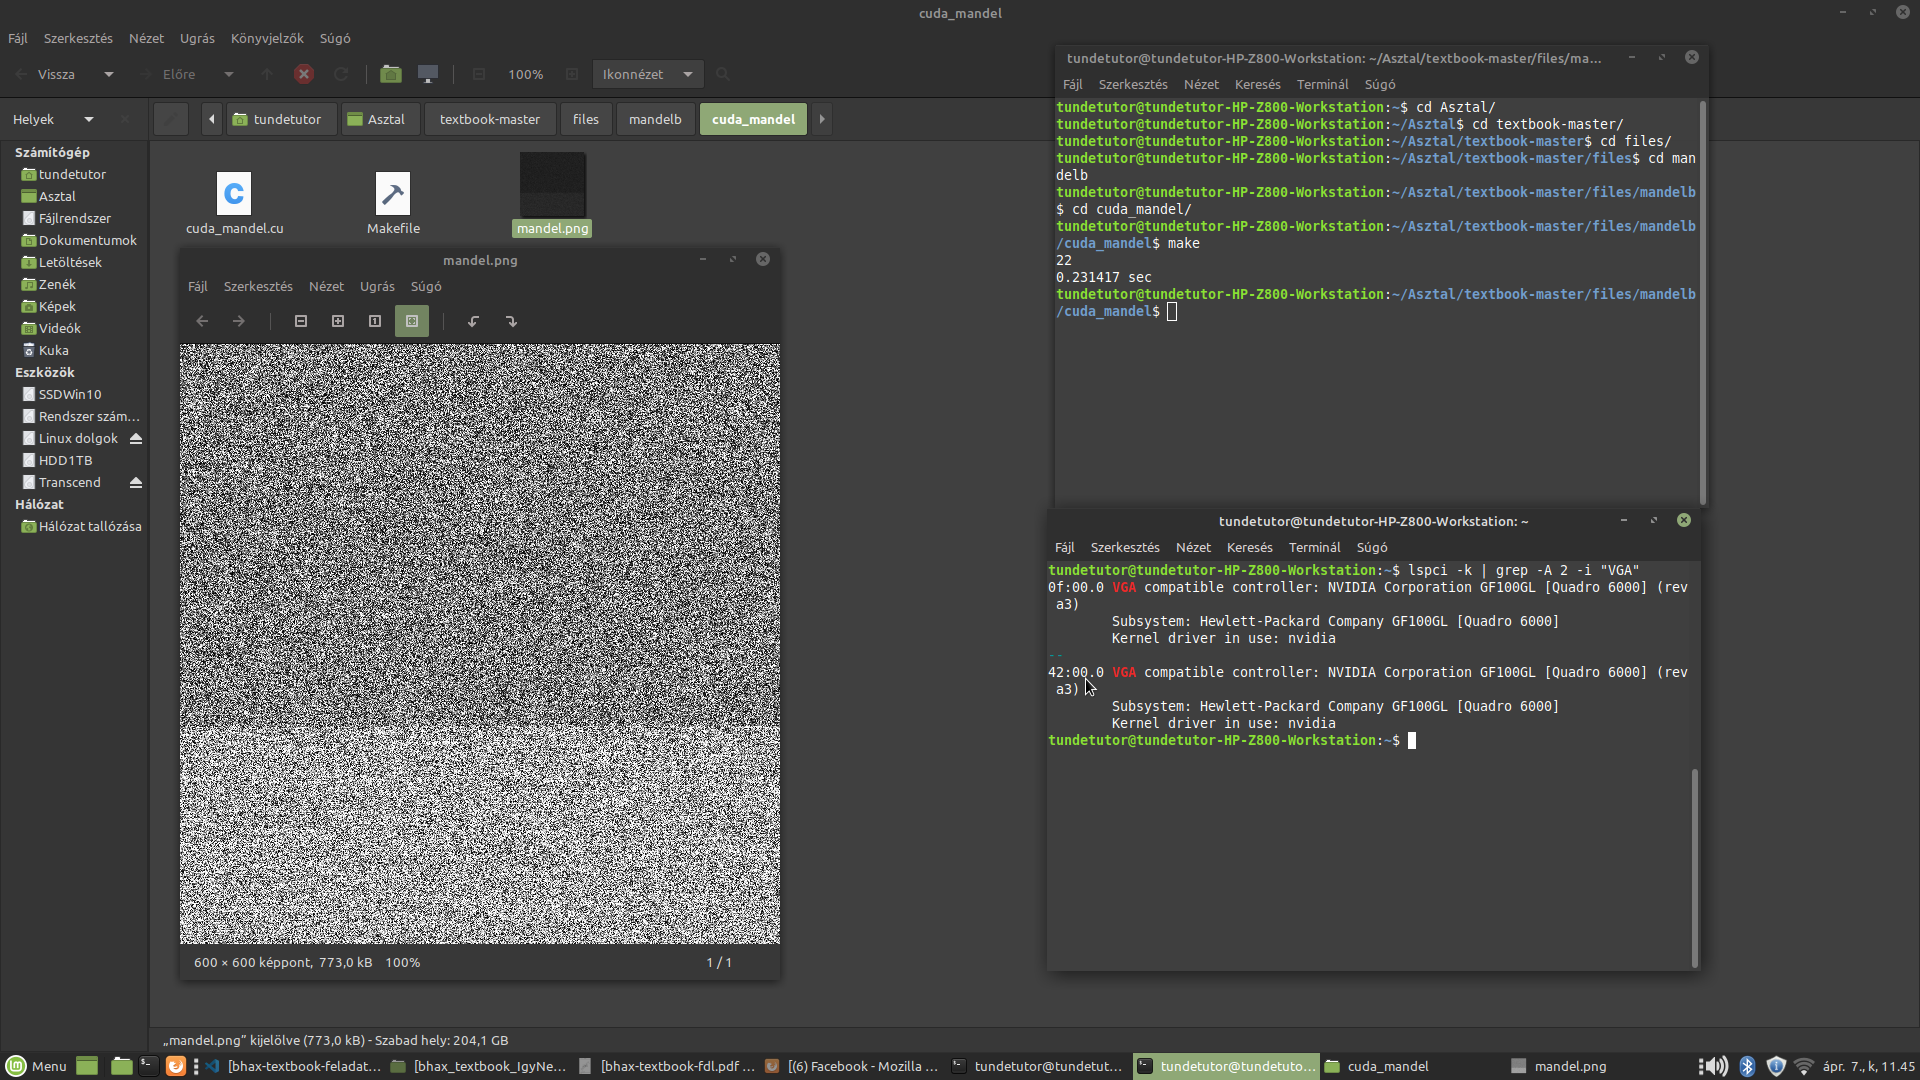 cuda_mandel
Fájl Szerkesztés Nézet Ugrás Könyvjelzők Súgó
Vissza Előre 100% Ikonnézet
Helyek tundetutor Asztal textbook-master files mandelb cuda_mandel
Számítógép
tundetutor
Asztal
Fájlrendszer
Dokumentumok
Letöltések
Zenék
Képek
Videók
Kuka
Eszközök
SSDWin10
Rendszer szám...
Linux dolgok
HDD1TB
Transcend
Hálózat
Hálózat tallózása
cuda_mandel.cu Makefile mandel.png
mandel.png
Fájl Szerkesztés Nézet Ugrás Súgó
600 × 600 képpont, 773,0 kB 100% 1 / 1
„mandel.png” kijelölve (773,0 kB) - Szabad hely: 204,1 GB
tundetutor@tundetutor-HP-Z800-Workstation: ~/Asztal/textbook-master/files/ma...
Fájl Szerkesztés Nézet Keresés Terminál Súgó
tundetutor@tundetutor-HP-Z800-Workstation:~$ cd Asztal/
tundetutor@tundetutor-HP-Z800-Workstation:~/Asztal$ cd textbook-master/
tundetutor@tundetutor-HP-Z800-Workstation:~/Asztal/textbook-master$ cd files/
tundetutor@tundetutor-HP-Z800-Workstation:~/Asztal/textbook-master/files$ cd man
delb
tundetutor@tundetutor-HP-Z800-Workstation:~/Asztal/textbook-master/files/mandelb
$ cd cuda_mandel/
tundetutor@tundetutor-HP-Z800-Workstation:~/Asztal/textbook-master/files/mandelb
/cuda_mandel$ make
22
0.231417 sec
tundetutor@tundetutor-HP-Z800-Workstation:~/Asztal/textbook-master/files/mandelb
/cuda_mandel$
tundetutor@tundetutor-HP-Z800-Workstation: ~
Fájl Szerkesztés Nézet Keresés Terminál Súgó
tundetutor@tundetutor-HP-Z800-Workstation:~$ lspci -k | grep -A 2 -i "VGA"
0f:00.0 VGA compatible controller: NVIDIA Corporation GF100GL [Quadro 6000] (rev
a3)
Subsystem: Hewlett-Packard Company GF100GL [Quadro 6000]
Kernel driver in use: nvidia
--
42:00.0 VGA compatible controller: NVIDIA Corporation GF100GL [Quadro 6000] (rev
a3)
Subsystem: Hewlett-Packard Company GF100GL [Quadro 6000]
Kernel driver in use: nvidia
tundetutor@tundetutor-HP-Z800-Workstation:~$
Menu [bhax-textbook-feladat... [bhax_textbook_IgyNe... [bhax-textbook-fdl.pdf ... [(6) Facebook - Mozilla ... tundetutor@tundetut... tundetutor@tundetuto... cuda_mandel mandel.png ápr. 7., k, 11.45